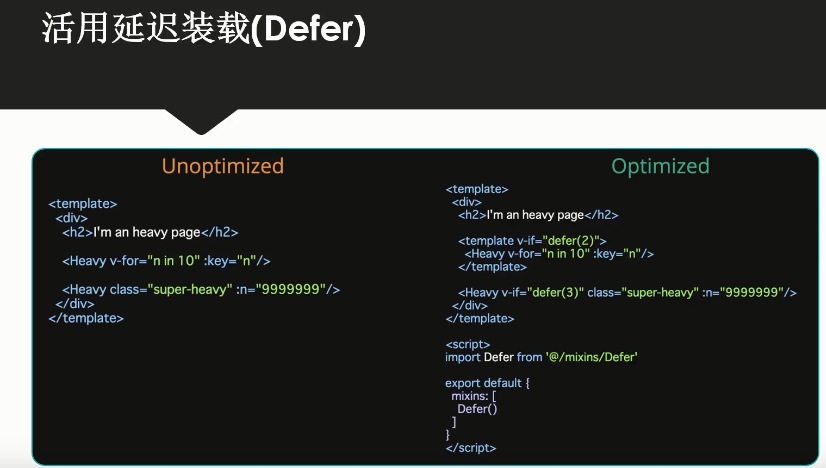 活用延迟装载(Defer)
Unoptimized
<template>
<div>
<h2>I'm an heavy page</h2>
<Heavy v-for="n in 10" :key="n"/>
<Heavy class="super-heavy" :n="9999999"/>
</div>
</template>
Optimized
<template>
<div>
<h2>I'm an heavy page</h2>
<template v-if="defer(2)">
<Heavy v-for="n in 10" :key="n"/>
</template>
<Heavy v-if="defer(3)" class="super-heavy" :n="9999999"/>
</div>
</template>
<script>
import Defer from '@/mixins/Defer'
export default {
mixins: [
Defer()
]
}
</script>